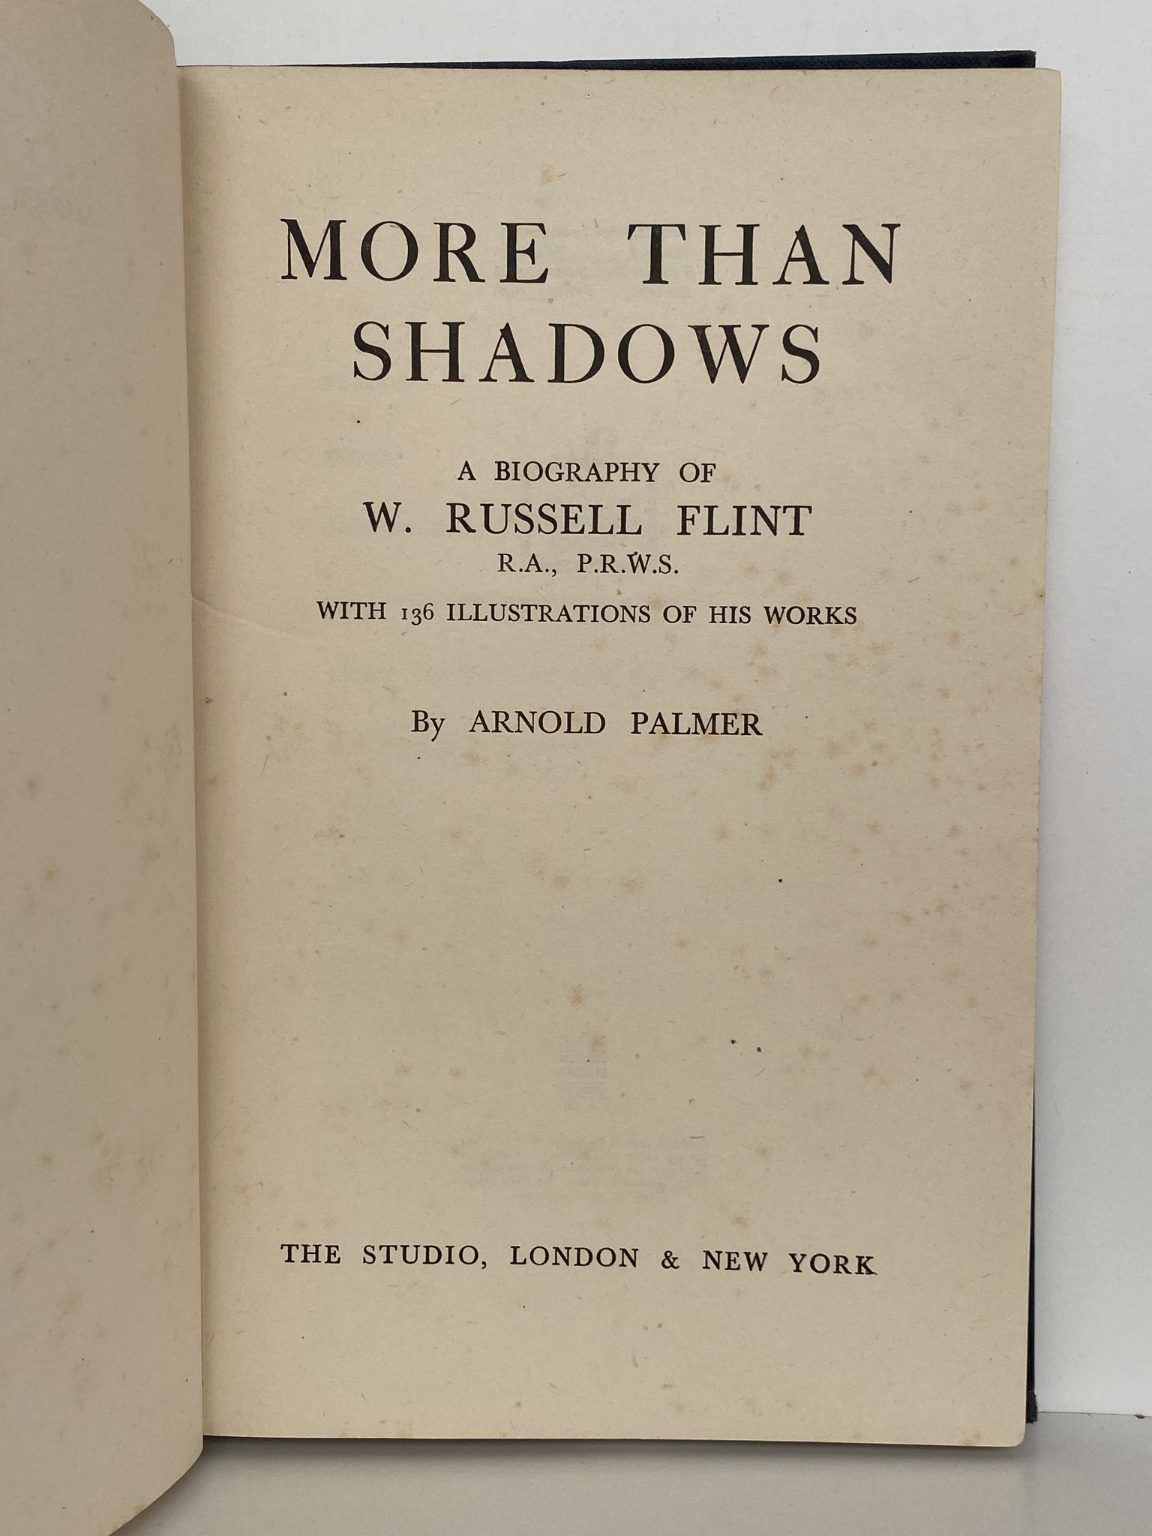 MORE THAN
SHADOWS
A BIOGRAPHY OF
W. RUSSELL FLINT
R.A., P.R.W.S.
WITH 136 ILLUSTRATIONS OF HIS WORKS
By ARNOLD PALMER
THE STUDIO, LONDON & NEW YORK